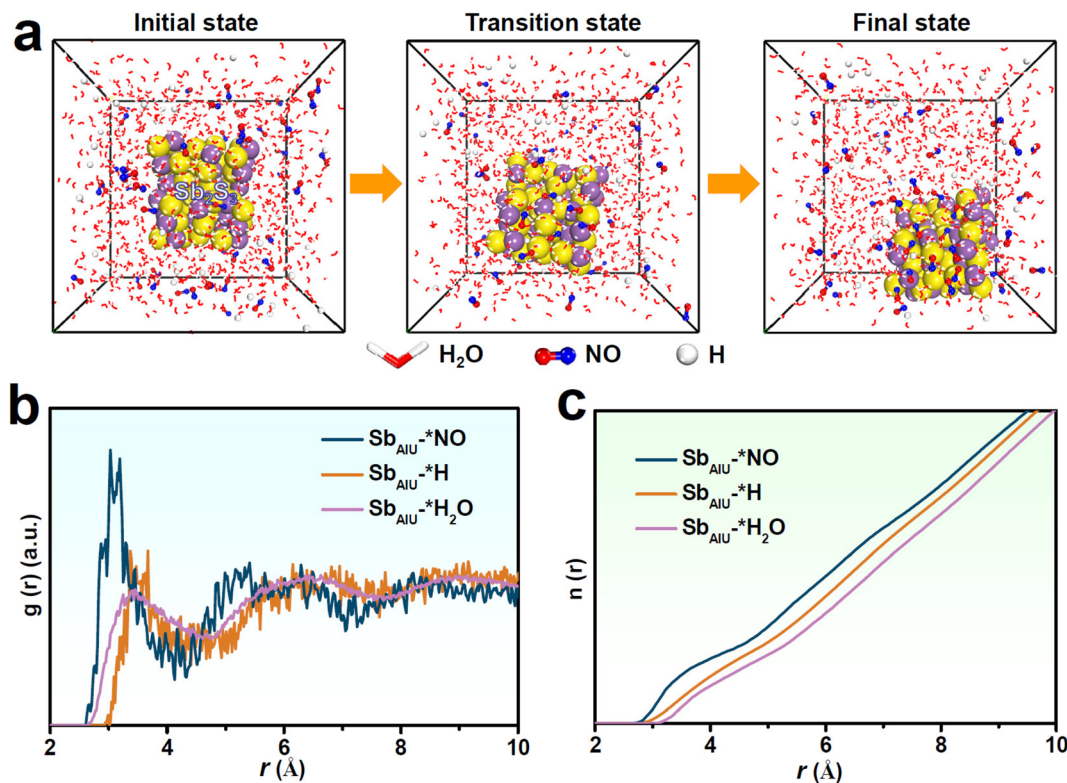 a
Initial state
Transition state
Final state
Sb₂S₃
H₂O
NO
H
b
Sb_AIU-*NO
Sb_AIU-*H
Sb_AIU-*H₂O
g (r) (a.u.)
2 4 6 8 10
r (Å)
c
Sb_AIU-*NO
Sb_AIU-*H
Sb_AIU-*H₂O
n (r)
2 4 6 8 10
r (Å)